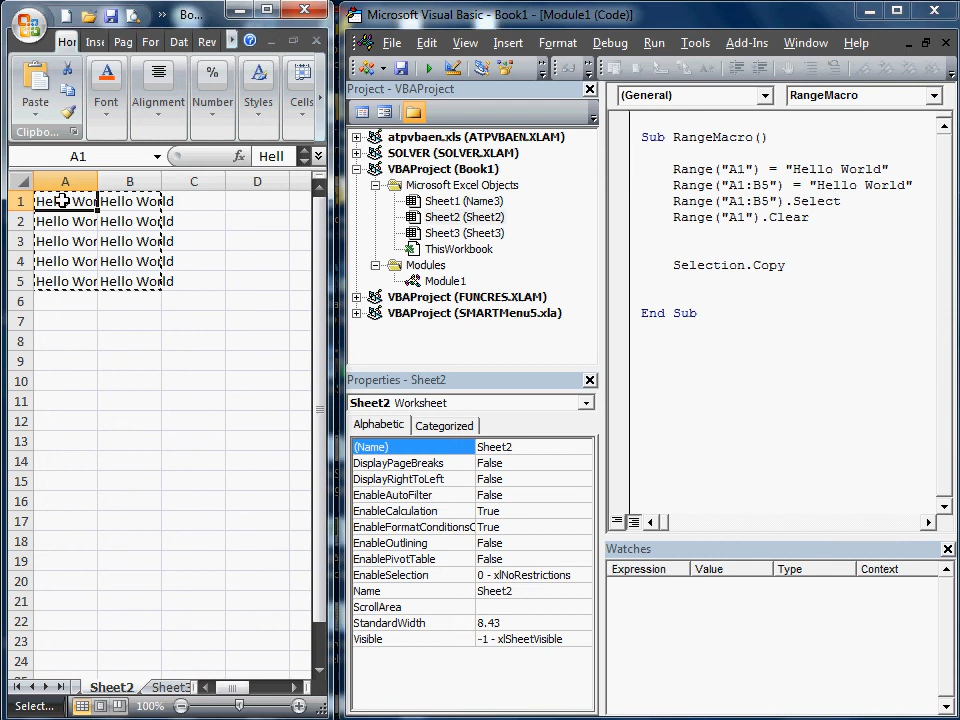 Bo...
Microsoft Visual Basic - Book1 - [Module1 (Code)]
Hor Inse Pag For Dat Rev
File Edit View Insert Format Debug Run Tools Add-Ins Window Help
Paste Font Alignment Number Styles Cells
Clipbo...
A1 fx Hell
A B C D
1 Hello Wor Hello World
2 Hello Wor Hello World
3 Hello Wor Hello World
4 Hello Wor Hello World
5 Hello Wor Hello World
6
7
8
9
10
11
12
13
14
15
16
17
18
19
20
21
22
23
24
Sheet2 Sheet3
Select... 100%
Project - VBAProject
atpvbaen.xls (ATPVBAEN.XLAM)
SOLVER (SOLVER.XLAM)
VBAProject (Book1)
Microsoft Excel Objects
Sheet1 (Name3)
Sheet2 (Sheet2)
Sheet3 (Sheet3)
ThisWorkbook
Modules
Module1
VBAProject (FUNCRES.XLAM)
VBAProject (SMARTMenu5.xla)
Properties - Sheet2
Sheet2 Worksheet
Alphabetic Categorized
(Name) Sheet2
DisplayPageBreaks False
DisplayRightToLeft False
EnableAutoFilter False
EnableCalculation True
EnableFormatConditionsC True
EnableOutlining False
EnablePivotTable False
EnableSelection 0 - xlNoRestrictions
Name Sheet2
ScrollArea
StandardWidth 8.43
Visible -1 - xlSheetVisible
(General) RangeMacro
Sub RangeMacro()
Range("A1") = "Hello World"
Range("A1:B5") = "Hello World"
Range("A1:B5").Select
Range("A1").Clear
Selection.Copy
End Sub
Watches
Expression Value Type Context